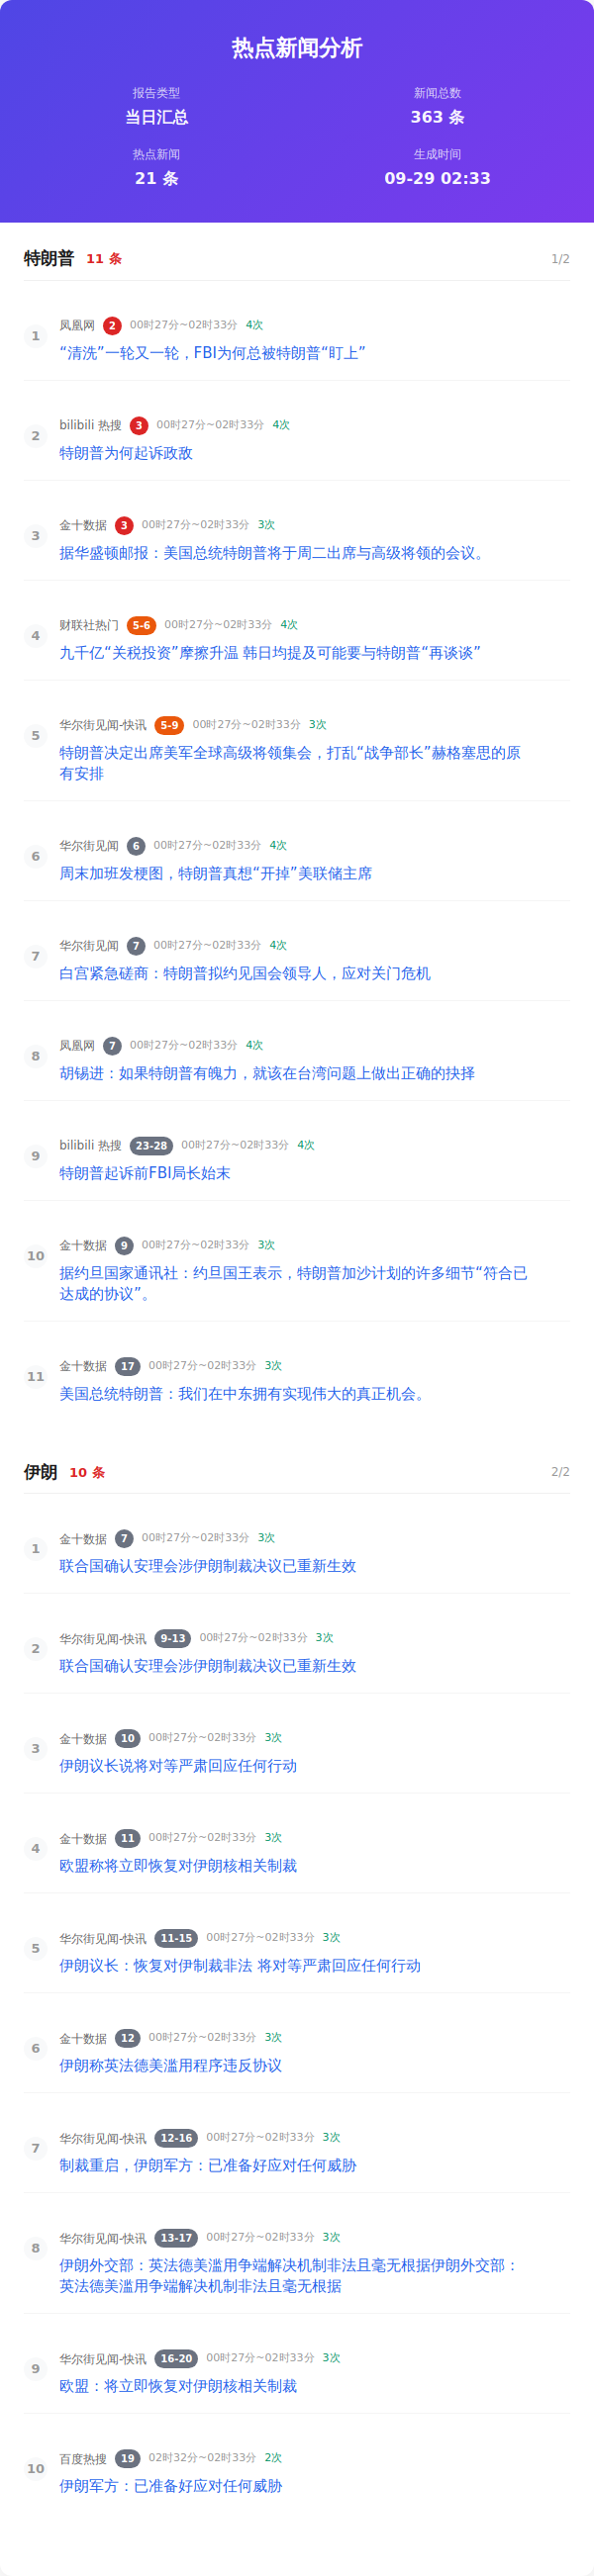 热点新闻分析
报告类型
新闻总数
当日汇总
363 条
热点新闻
生成时间
21 条
09-29 02:33
特朗普 11 条 1/2
1
凤凰网 2 00时27分~02时33分 4次
“清洗”一轮又一轮，FBI为何总被特朗普“盯上”
2
bilibili 热搜 3 00时27分~02时33分 4次
特朗普为何起诉政敌
3
金十数据 3 00时27分~02时33分 3次
据华盛顿邮报：美国总统特朗普将于周二出席与高级将领的会议。
4
财联社热门 5-6 00时27分~02时33分 4次
九千亿“关税投资”摩擦升温 韩日均提及可能要与特朗普“再谈谈”
5
华尔街见闻-快讯 5-9 00时27分~02时33分 3次
特朗普决定出席美军全球高级将领集会，打乱“战争部长”赫格塞思的原
有安排
6
华尔街见闻 6 00时27分~02时33分 4次
周末加班发梗图，特朗普真想“开掉”美联储主席
7
华尔街见闻 7 00时27分~02时33分 4次
白宫紧急磋商：特朗普拟约见国会领导人，应对关门危机
8
凤凰网 7 00时27分~02时33分 4次
胡锡进：如果特朗普有魄力，就该在台湾问题上做出正确的抉择
9
bilibili 热搜 23-28 00时27分~02时33分 4次
特朗普起诉前FBI局长始末
10
金十数据 9 00时27分~02时33分 3次
据约旦国家通讯社：约旦国王表示，特朗普加沙计划的许多细节“符合已
达成的协议”。
11
金十数据 17 00时27分~02时33分 3次
美国总统特朗普：我们在中东拥有实现伟大的真正机会。
伊朗 10 条 2/2
1
金十数据 7 00时27分~02时33分 3次
联合国确认安理会涉伊朗制裁决议已重新生效
2
华尔街见闻-快讯 9-13 00时27分~02时33分 3次
联合国确认安理会涉伊朗制裁决议已重新生效
3
金十数据 10 00时27分~02时33分 3次
伊朗议长说将对等严肃回应任何行动
4
金十数据 11 00时27分~02时33分 3次
欧盟称将立即恢复对伊朗核相关制裁
5
华尔街见闻-快讯 11-15 00时27分~02时33分 3次
伊朗议长：恢复对伊制裁非法 将对等严肃回应任何行动
6
金十数据 12 00时27分~02时33分 3次
伊朗称英法德美滥用程序违反协议
7
华尔街见闻-快讯 12-16 00时27分~02时33分 3次
制裁重启，伊朗军方：已准备好应对任何威胁
8
华尔街见闻-快讯 13-17 00时27分~02时33分 3次
伊朗外交部：英法德美滥用争端解决机制非法且毫无根据伊朗外交部：
英法德美滥用争端解决机制非法且毫无根据
9
华尔街见闻-快讯 16-20 00时27分~02时33分 3次
欧盟：将立即恢复对伊朗核相关制裁
10
百度热搜 19 02时32分~02时33分 2次
伊朗军方：已准备好应对任何威胁